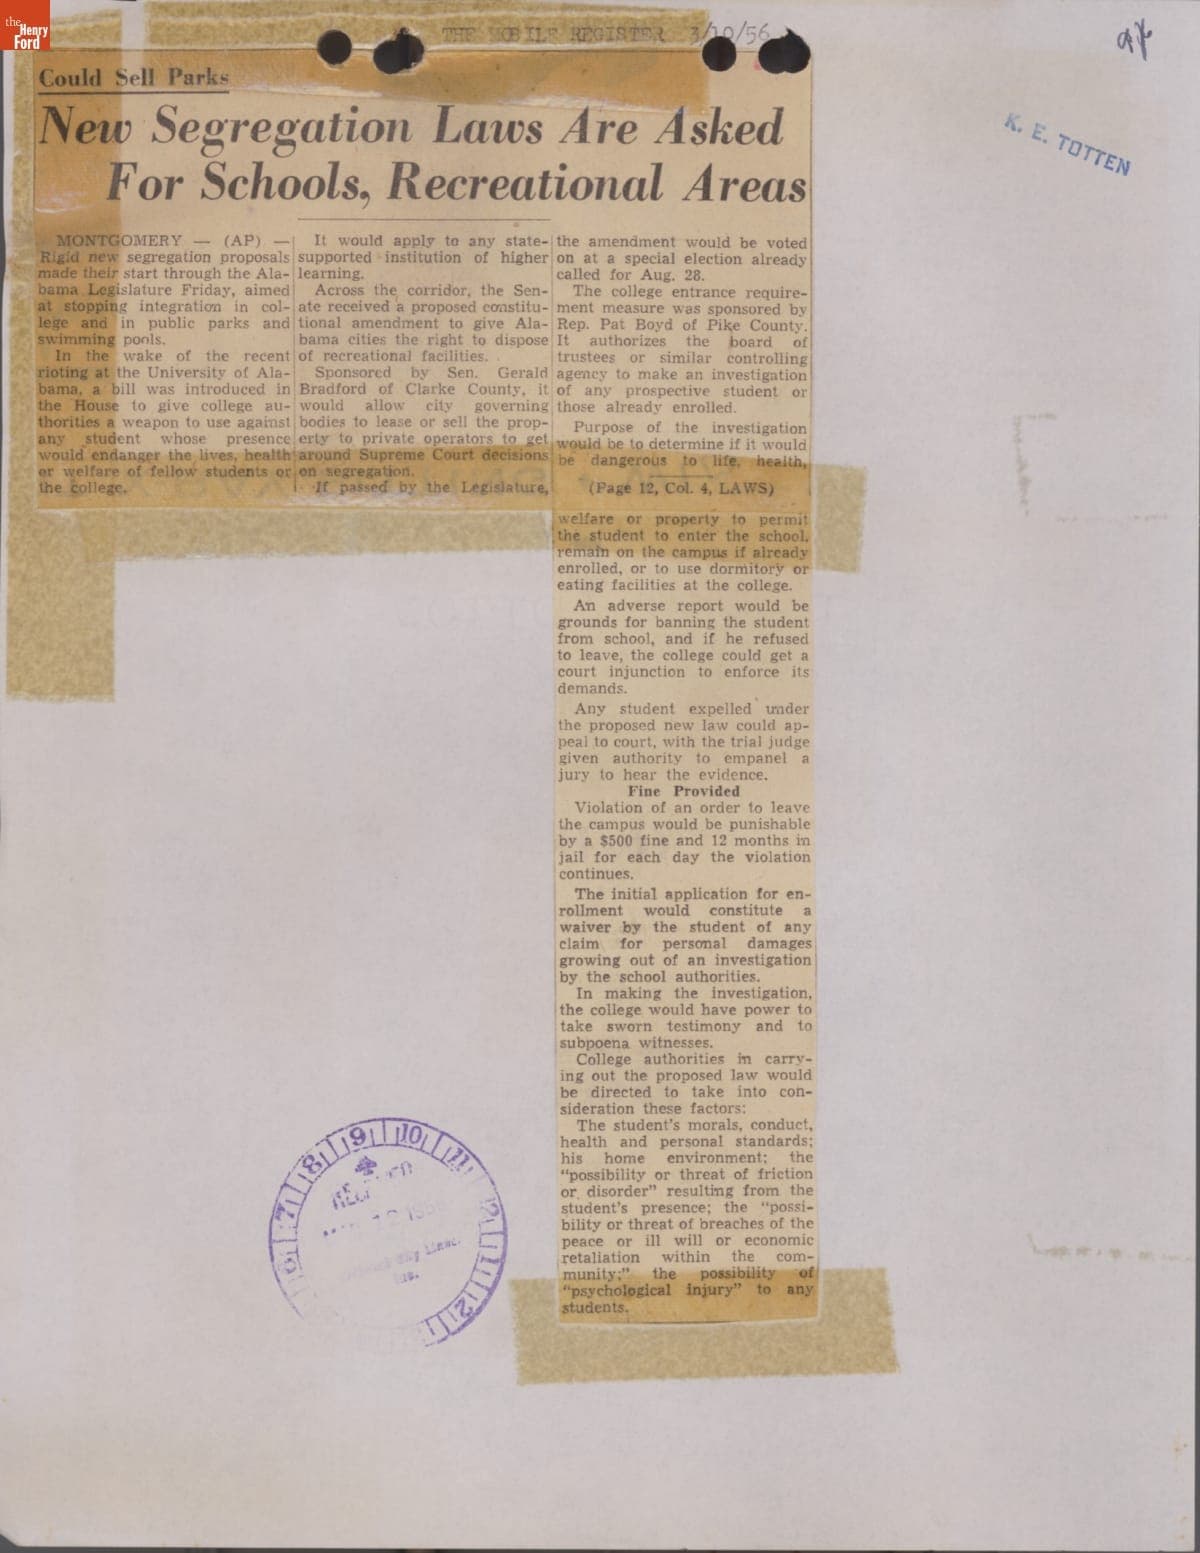 the
Henry
Ford
THE MOBILE REGISTER 3/10/56
K. E. TOTTEN
Could Sell Parks
New Segregation Laws Are Asked
For Schools, Recreational Areas
MONTGOMERY — (AP) —
Rigid new segregation proposals
made their start through the Ala-
bama Legislature Friday, aimed
at stopping integration in col-
lege and in public parks and
swimming pools.
In the wake of the recent
rioting at the University of Ala-
bama, a bill was introduced in
the House to give college au-
thorities a weapon to use against
any student whose presence
would endanger the lives, health
or welfare of fellow students or
the college.
It would apply to any state-
supported institution of higher
learning.
Across the corridor, the Sen-
ate received a proposed constitu-
tional amendment to give Ala-
bama cities the right to dispose
of recreational facilities.
Sponsored by Sen. Gerald
Bradford of Clarke County, it
would allow city governing
bodies to lease or sell the prop-
erty to private operators to get
around Supreme Court decisions
on segregation.
If passed by the Legislature,
the amendment would be voted
on at a special election already
called for Aug. 28.
The college entrance require-
ment measure was sponsored by
Rep. Pat Boyd of Pike County.
It authorizes the board of
trustees or similar controlling
agency to make an investigation
of any prospective student or
those already enrolled.
Purpose of the investigation
would be to determine if it would
be dangerous to life, health,
(Page 12, Col. 4, LAWS)
welfare or property to permit
the student to enter the school,
remain on the campus if already
enrolled, or to use dormitory or
eating facilities at the college.
An adverse report would be
grounds for banning the student
from school, and if he refused
to leave, the college could get a
court injunction to enforce its
demands.
Any student expelled under
the proposed new law could ap-
peal to court, with the trial judge
given authority to empanel a
jury to hear the evidence.
Fine Provided
Violation of an order to leave
the campus would be punishable
by a $500 fine and 12 months in
jail for each day the violation
continues.
The initial application for en-
rollment would constitute a
waiver by the student of any
claim for personal damages
growing out of an investigation
by the school authorities.
In making the investigation,
the college would have power to
take sworn testimony and to
subpoena witnesses.
College authorities in carry-
ing out the proposed law would
be directed to take into con-
sideration these factors:
The student's morals, conduct,
health and personal standards;
his home environment; the
"possibility or threat of friction
or disorder" resulting from the
student's presence; the "possi-
bility or threat of breaches of the
peace or ill will or economic
retaliation within the com-
munity;" the possibility of
"psychological injury" to any
students.
6 7 8 9 10 11 12 1 2